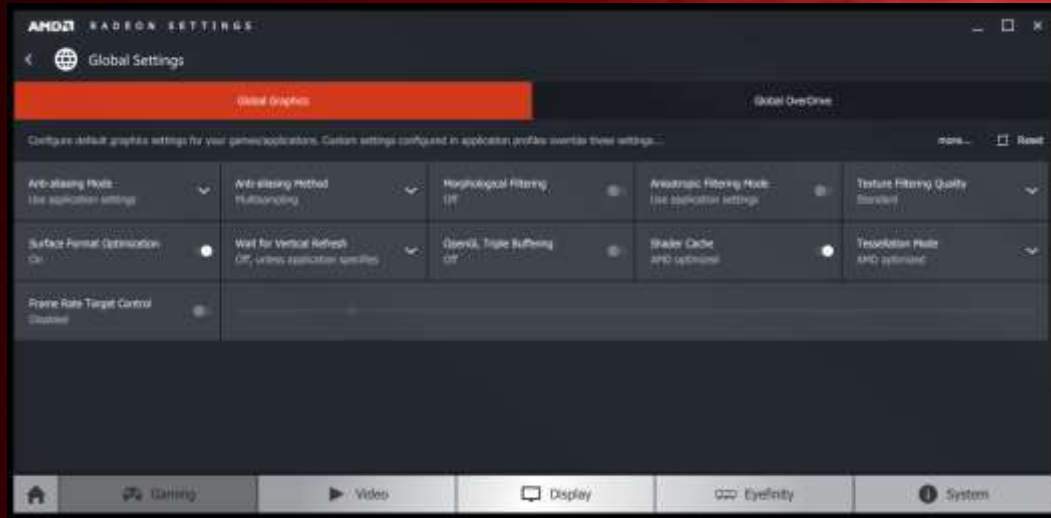 AMD RADEON SETTINGS
Global Settings
Global Graphics
Global OverDrive
Configure default graphics settings for your games/applications. Custom settings configured in application profiles override these settings...
more...
Reset
Anti-aliasing Mode
Use application settings
Anti-aliasing Method
Multisampling
Morphological Filtering
Off
Anisotropic Filtering Mode
Use application settings
Texture Filtering Quality
Standard
Surface Format Optimization
On
Wait for Vertical Refresh
Off, unless application specifies
OpenGL Triple Buffering
Off
Shader Cache
AMD optimized
Tessellation Mode
AMD optimized
Frame Rate Target Control
Disabled
Gaming
Video
Display
Eyefinity
System